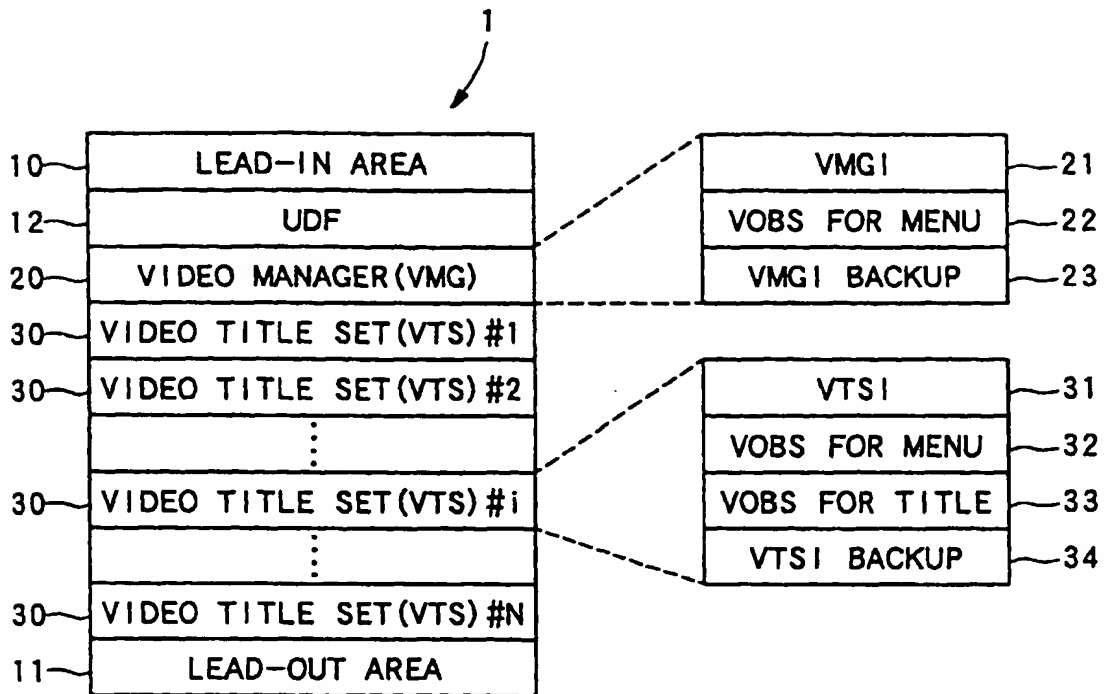 1
10 LEAD-IN AREA
12 UDF
20 VIDEO MANAGER(VMG)
30 VIDEO TITLE SET(VTS)#1
30 VIDEO TITLE SET(VTS)#2
30 VIDEO TITLE SET(VTS)#i
30 VIDEO TITLE SET(VTS)#N
11 LEAD-OUT AREA
VMGI 21
VOBS FOR MENU 22
VMGI BACKUP 23
VTSI 31
VOBS FOR MENU 32
VOBS FOR TITLE 33
VTSI BACKUP 34